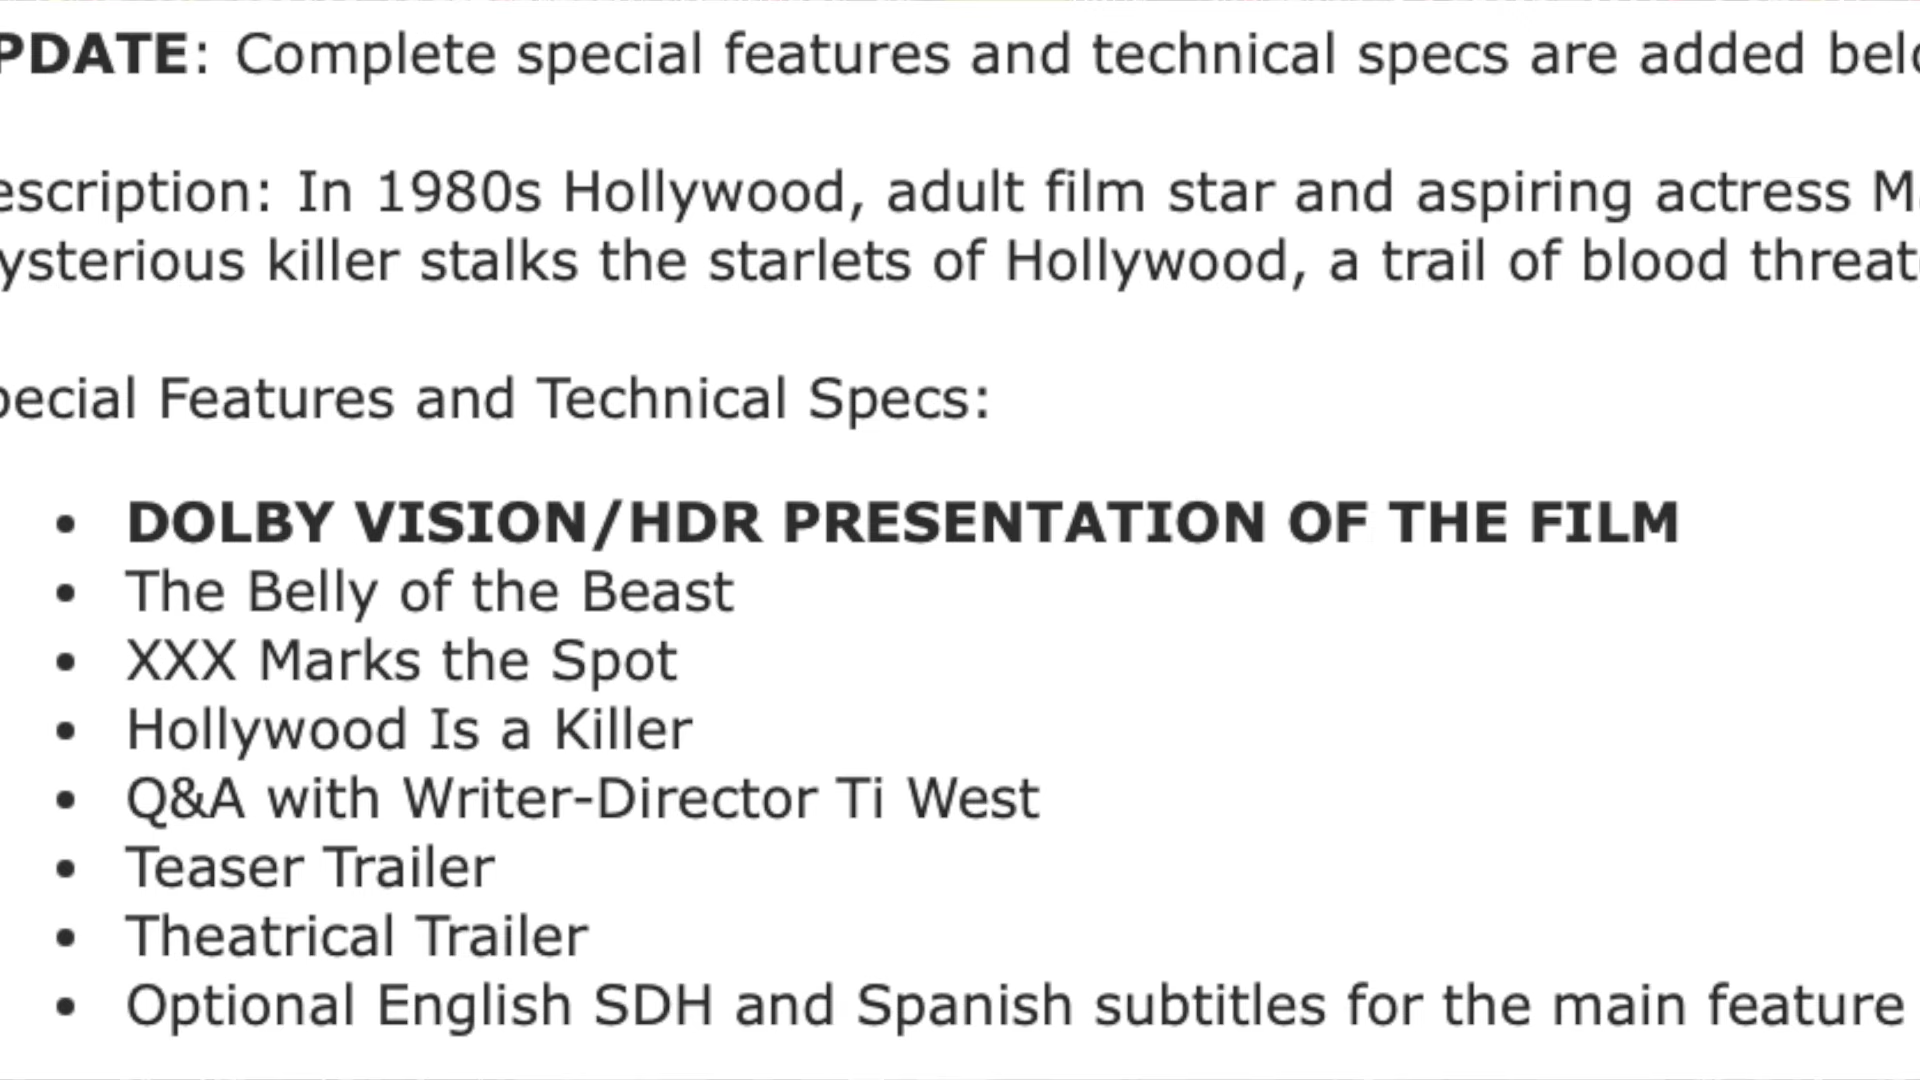 PDATE: Complete special features and technical specs are added belo
escription: In 1980s Hollywood, adult film star and aspiring actress Ma
ysterious killer stalks the starlets of Hollywood, a trail of blood threate
pecial Features and Technical Specs:
• DOLBY VISION/HDR PRESENTATION OF THE FILM
• The Belly of the Beast
• XXX Marks the Spot
• Hollywood Is a Killer
• Q&A with Writer-Director Ti West
• Teaser Trailer
• Theatrical Trailer
• Optional English SDH and Spanish subtitles for the main feature